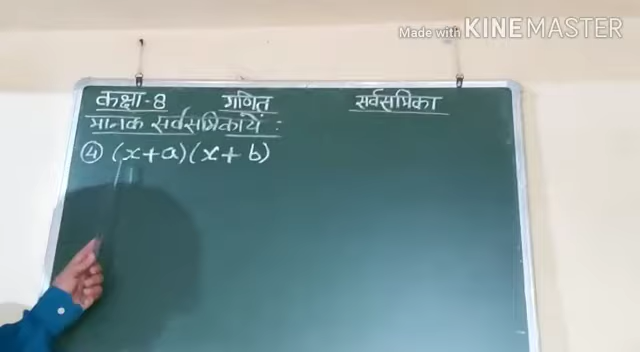 Made with KINEMASTER
कक्षा-8 गणित सर्वसमिका
मानक सर्वसमिकायें :
④ (x+a)(x+b)